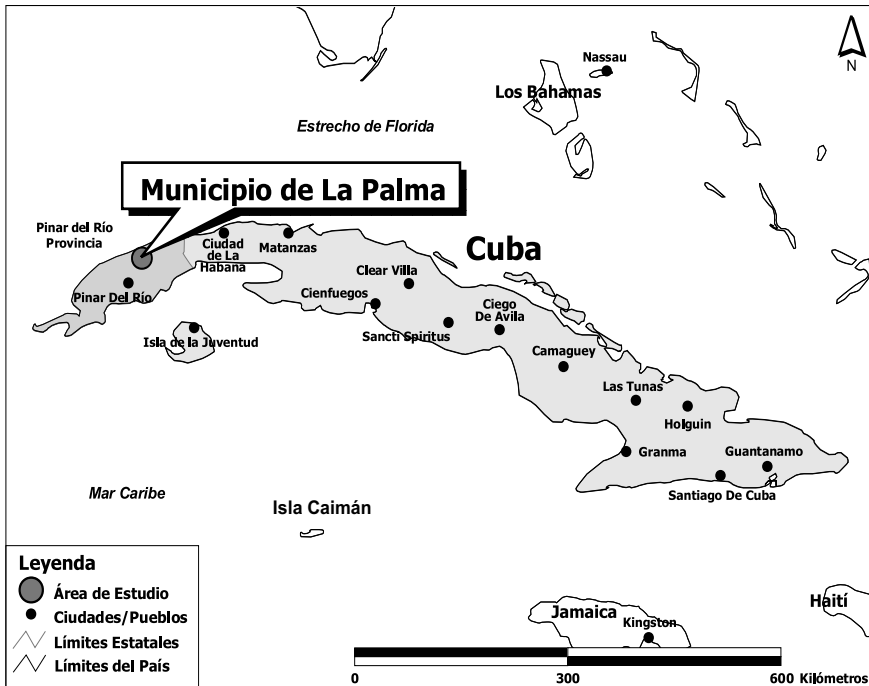 Nassau
Los Bahamas
N
Estrecho de Florida
Municipio de La Palma
Pinar del Río
Provincia
Ciudad
de La
Habana
Matanzas
Cuba
Clear Villa
Pinar Del Río
Cienfuegos
Ciego
De Avila
Isla de la Juventud
Sancti Spiritus
Camaguey
Las Tunas
Holguin
Granma
Guantanamo
Santiago De Cuba
Mar Caribe
Isla Caimán
Leyenda
Área de Estudio
Ciudades/Pueblos
Límites Estatales
Límites del País
Jamaica
Kingston
Haití
0 300 600 Kilómetros